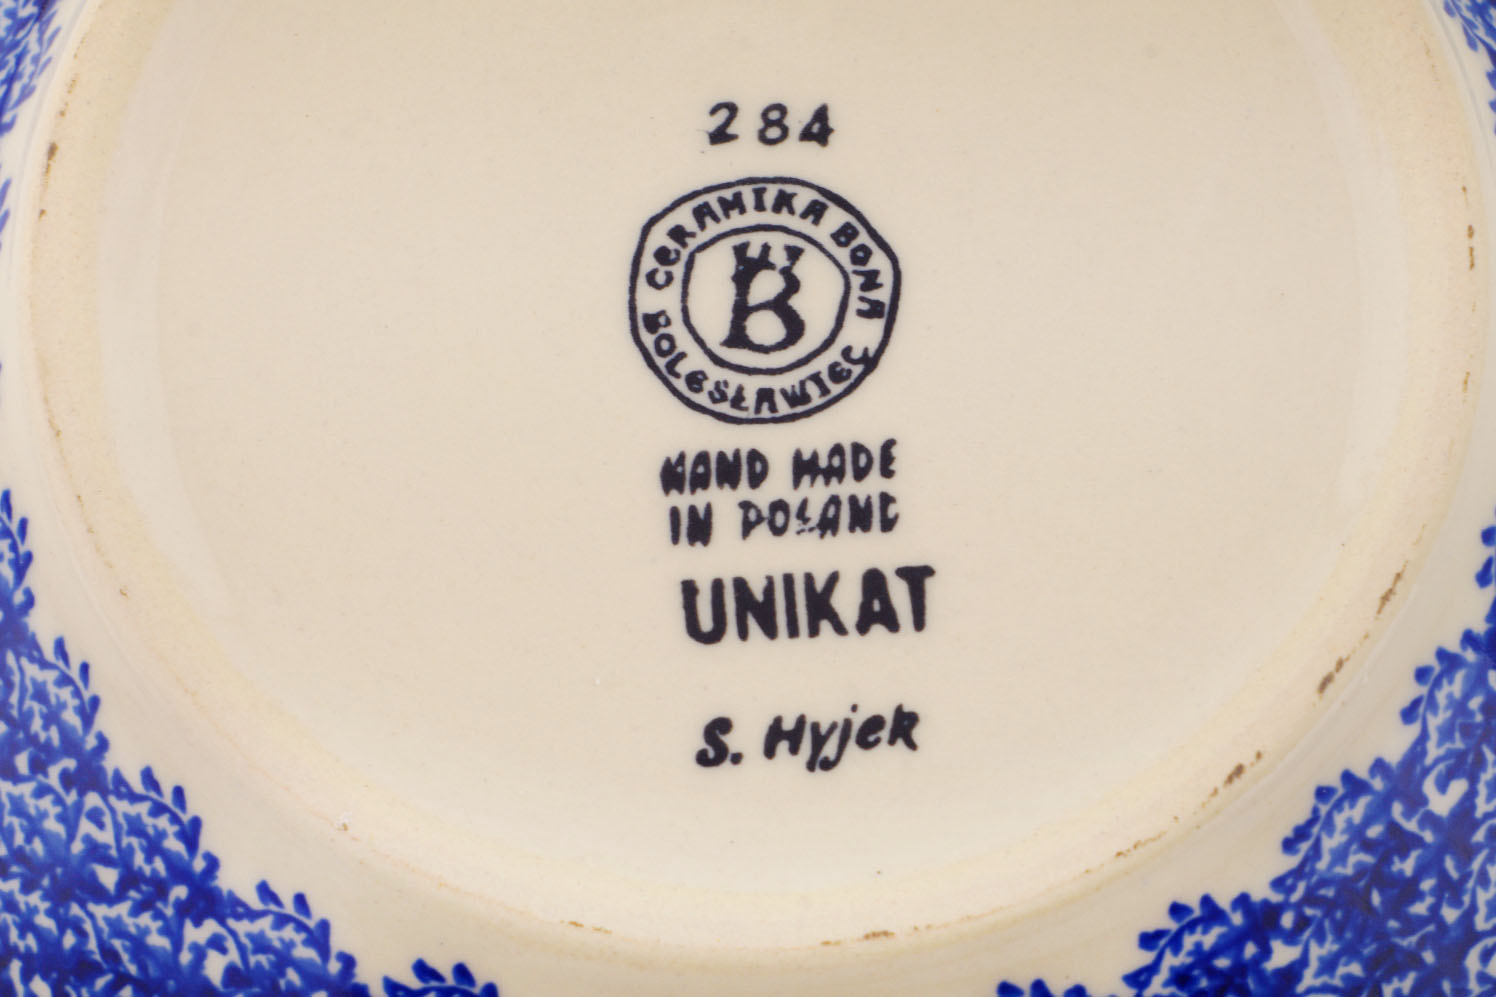 284
CERAMIKA BONA
B
BOLESŁAWIEC
HAND MADE
IN POLAND
UNIKAT
S. Hyjek